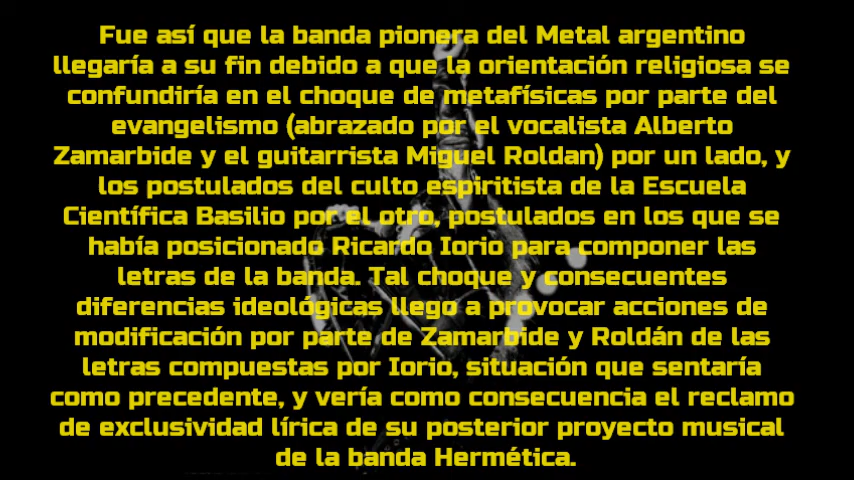 Fue así que la banda pionera del Metal argentino
llegaría a su fin debido a que la orientación religiosa se
confundiría en el choque de metafísicas por parte del
evangelismo (abrazado por el vocalista Alberto
Zamarbide y el guitarrista Miguel Roldan) por un lado, y
los postulados del culto espiritista de la Escuela
Científica Basilio por el otro, postulados en los que se
había posicionado Ricardo Iorio para componer las
letras de la banda. Tal choque y consecuentes
diferencias ideológicas llego a provocar acciones de
modificación por parte de Zamarbide y Roldán de las
letras compuestas por Iorio, situación que sentaría
como precedente, y vería como consecuencia el reclamo
de exclusividad lírica de su posterior proyecto musical
de la banda Hermética.